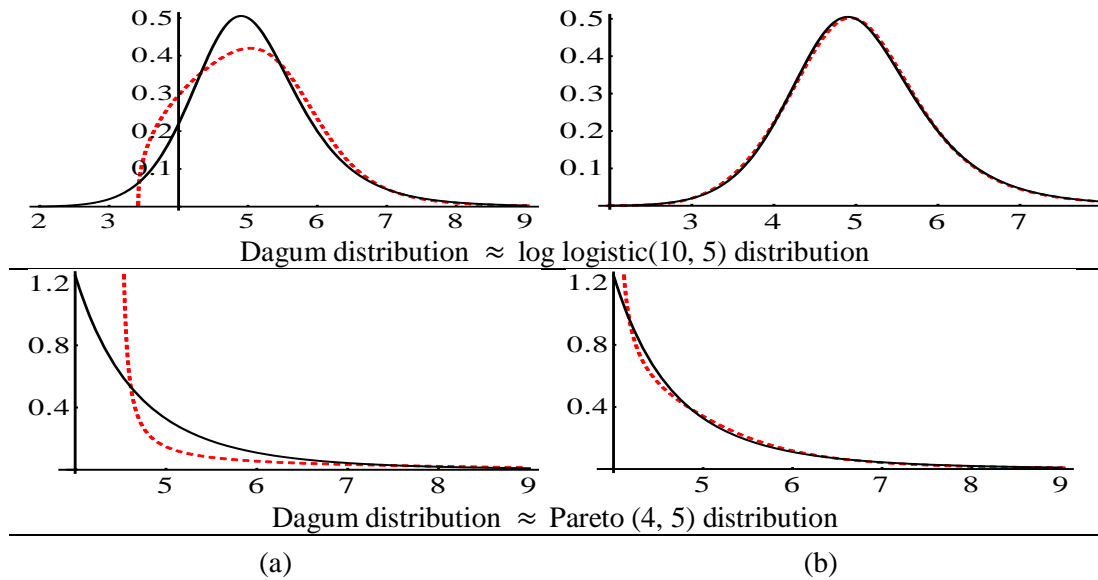 0.5 0.5
0.4 0.4
0.3 0.3
0.2 0.2
0. 0.1
2 3 5 6 7 8 9 3 4 5 6 7
Dagum distribution ≈ log logistic(10, 5) distribution
1.2 1.2
0.8 0.8
0.4 0.4
5 6 7 8 9 5 6 7 8 9
Dagum distribution ≈ Pareto (4, 5) distribution
(a) (b)